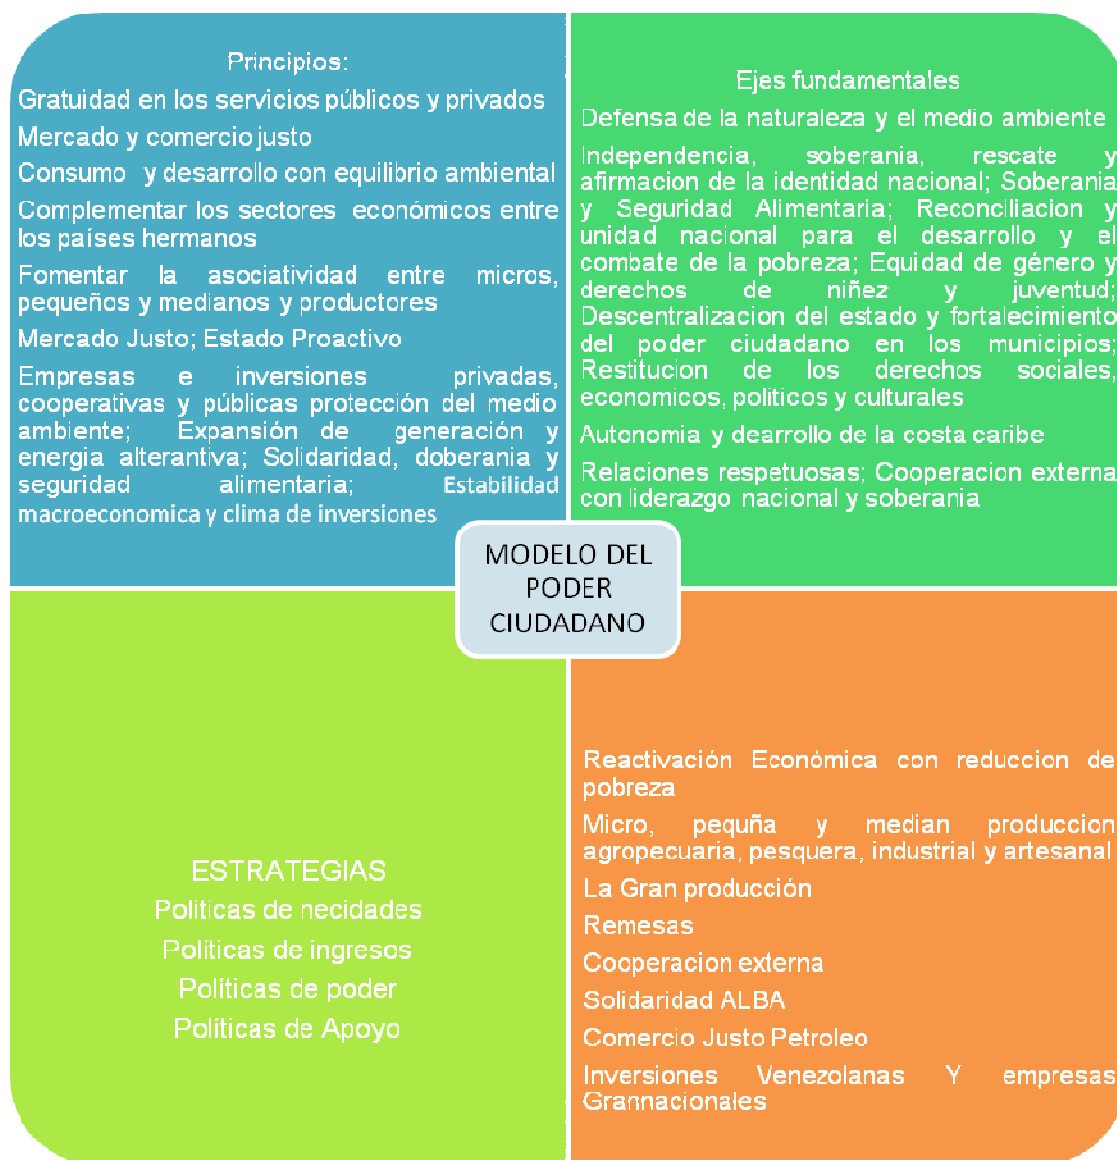 Principios:
Gratuidad en los servicios públicos y privados
Mercado y comercio justo
Consumo y desarrollo con equilibrio ambiental
Complementar los sectores económicos entre
los países hermanos
Fomentar la asociatividad entre micros,
pequeños y medianos y productores
Mercado Justo; Estado Proactivo
Empresas e inversiones privadas,
cooperativas y públicas protección del medio
ambiente; Expansión de generación y
energia alterantiva; Solidaridad, doberania y
seguridad alimentaria; Estabilidad
macroeconomica y clima de inversiones
Ejes fundamentales
Defensa de la naturaleza y el medio ambiente
Independencia, soberania, rescate y
afirmacion de la identidad nacional; Soberania
y Seguridad Alimentaria; Reconciliacion y
unidad nacional para el desarrollo y el
combate de la pobreza; Equidad de género y
derechos de niñez y juventud;
Descentralizacion del estado y fortalecimiento
del poder ciudadano en los municipios;
Restitucion de los derechos sociales,
economicos, politicos y culturales
Autonomia y dearrollo de la costa caribe
Relaciones respetuosas; Cooperacion externa
con liderazgo nacional y soberania
MODELO DEL
PODER
CIUDADANO
ESTRATEGIAS
Politicas de necidades
Políticas de ingresos
Políticas de poder
Políticas de Apoyo
Reactivación Económica con reduccion de
pobreza
Micro, pequña y median produccion
agropecuaria, pesquera, industrial y artesanal
La Gran producción
Remesas
Cooperacion externa
Solidaridad ALBA
Comercio Justo Petroleo
Inversiones Venezolanas Y empresas
Grannacionales